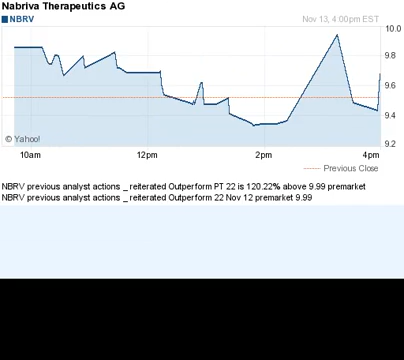 Nabriva Therapeutics AG
NBRV
Nov 13, 4:00pm EST
10.0
9.8
9.6
9.4
9.2
© Yahoo!
10am 12pm 2pm 4pm
Previous Close
NBRV previous analyst actions _ reiterated Outperform PT 22 is 120.22% above 9.99 premarket
NBRV previous analyst actions _ reiterated Outperform 22 Nov 12 premarket 9.99